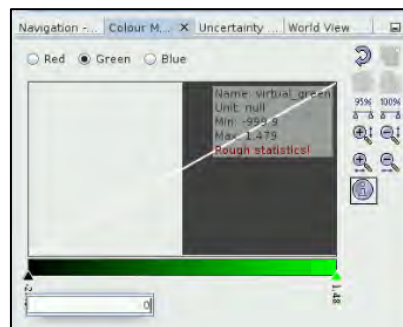 Navigation -... Colour M... Uncertainty ... World View
Red Green Blue
Name: virtual_green
Unit: null
Min: -999.9
Max: 1.479
Rough statistics!
95% 100%
1.48
0